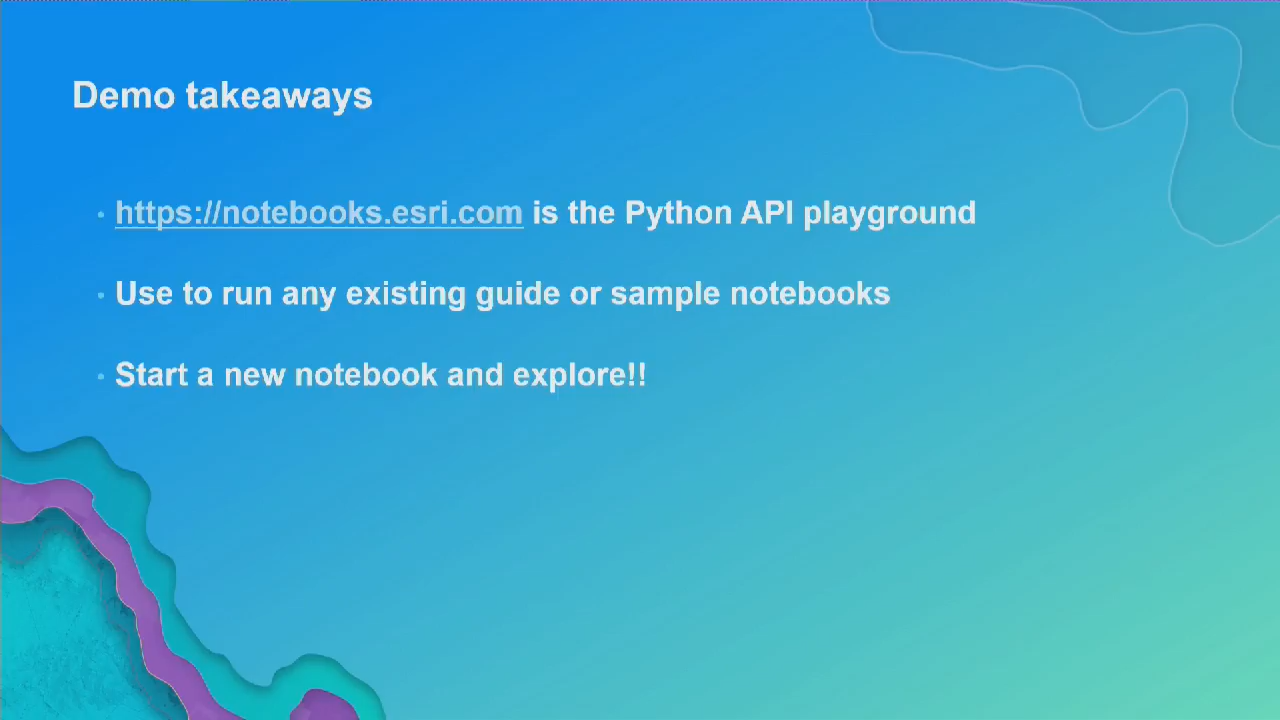 Demo takeaways
https://notebooks.esri.com is the Python API playground
Use to run any existing guide or sample notebooks
Start a new notebook and explore!!